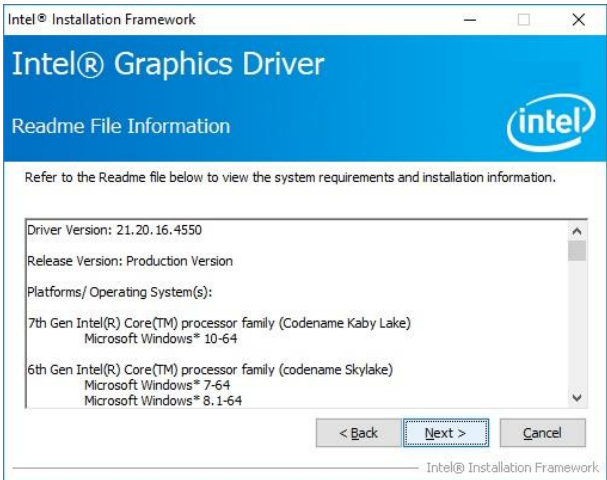 Intel® Installation Framework
Intel® Graphics Driver
Readme File Information
intel
Refer to the Readme file below to view the system requirements and installation information.
Driver Version: 21.20.16.4550
Release Version: Production Version
Platforms/ Operating System(s):
7th Gen Intel(R) Core(TM) processor family (Codename Kaby Lake)
Microsoft Windows* 10-64
6th Gen Intel(R) Core(TM) processor family (codename Skylake)
Microsoft Windows* 7-64
Microsoft Windows* 8.1-64
< Back Next > Cancel
Intel® Installation Framework